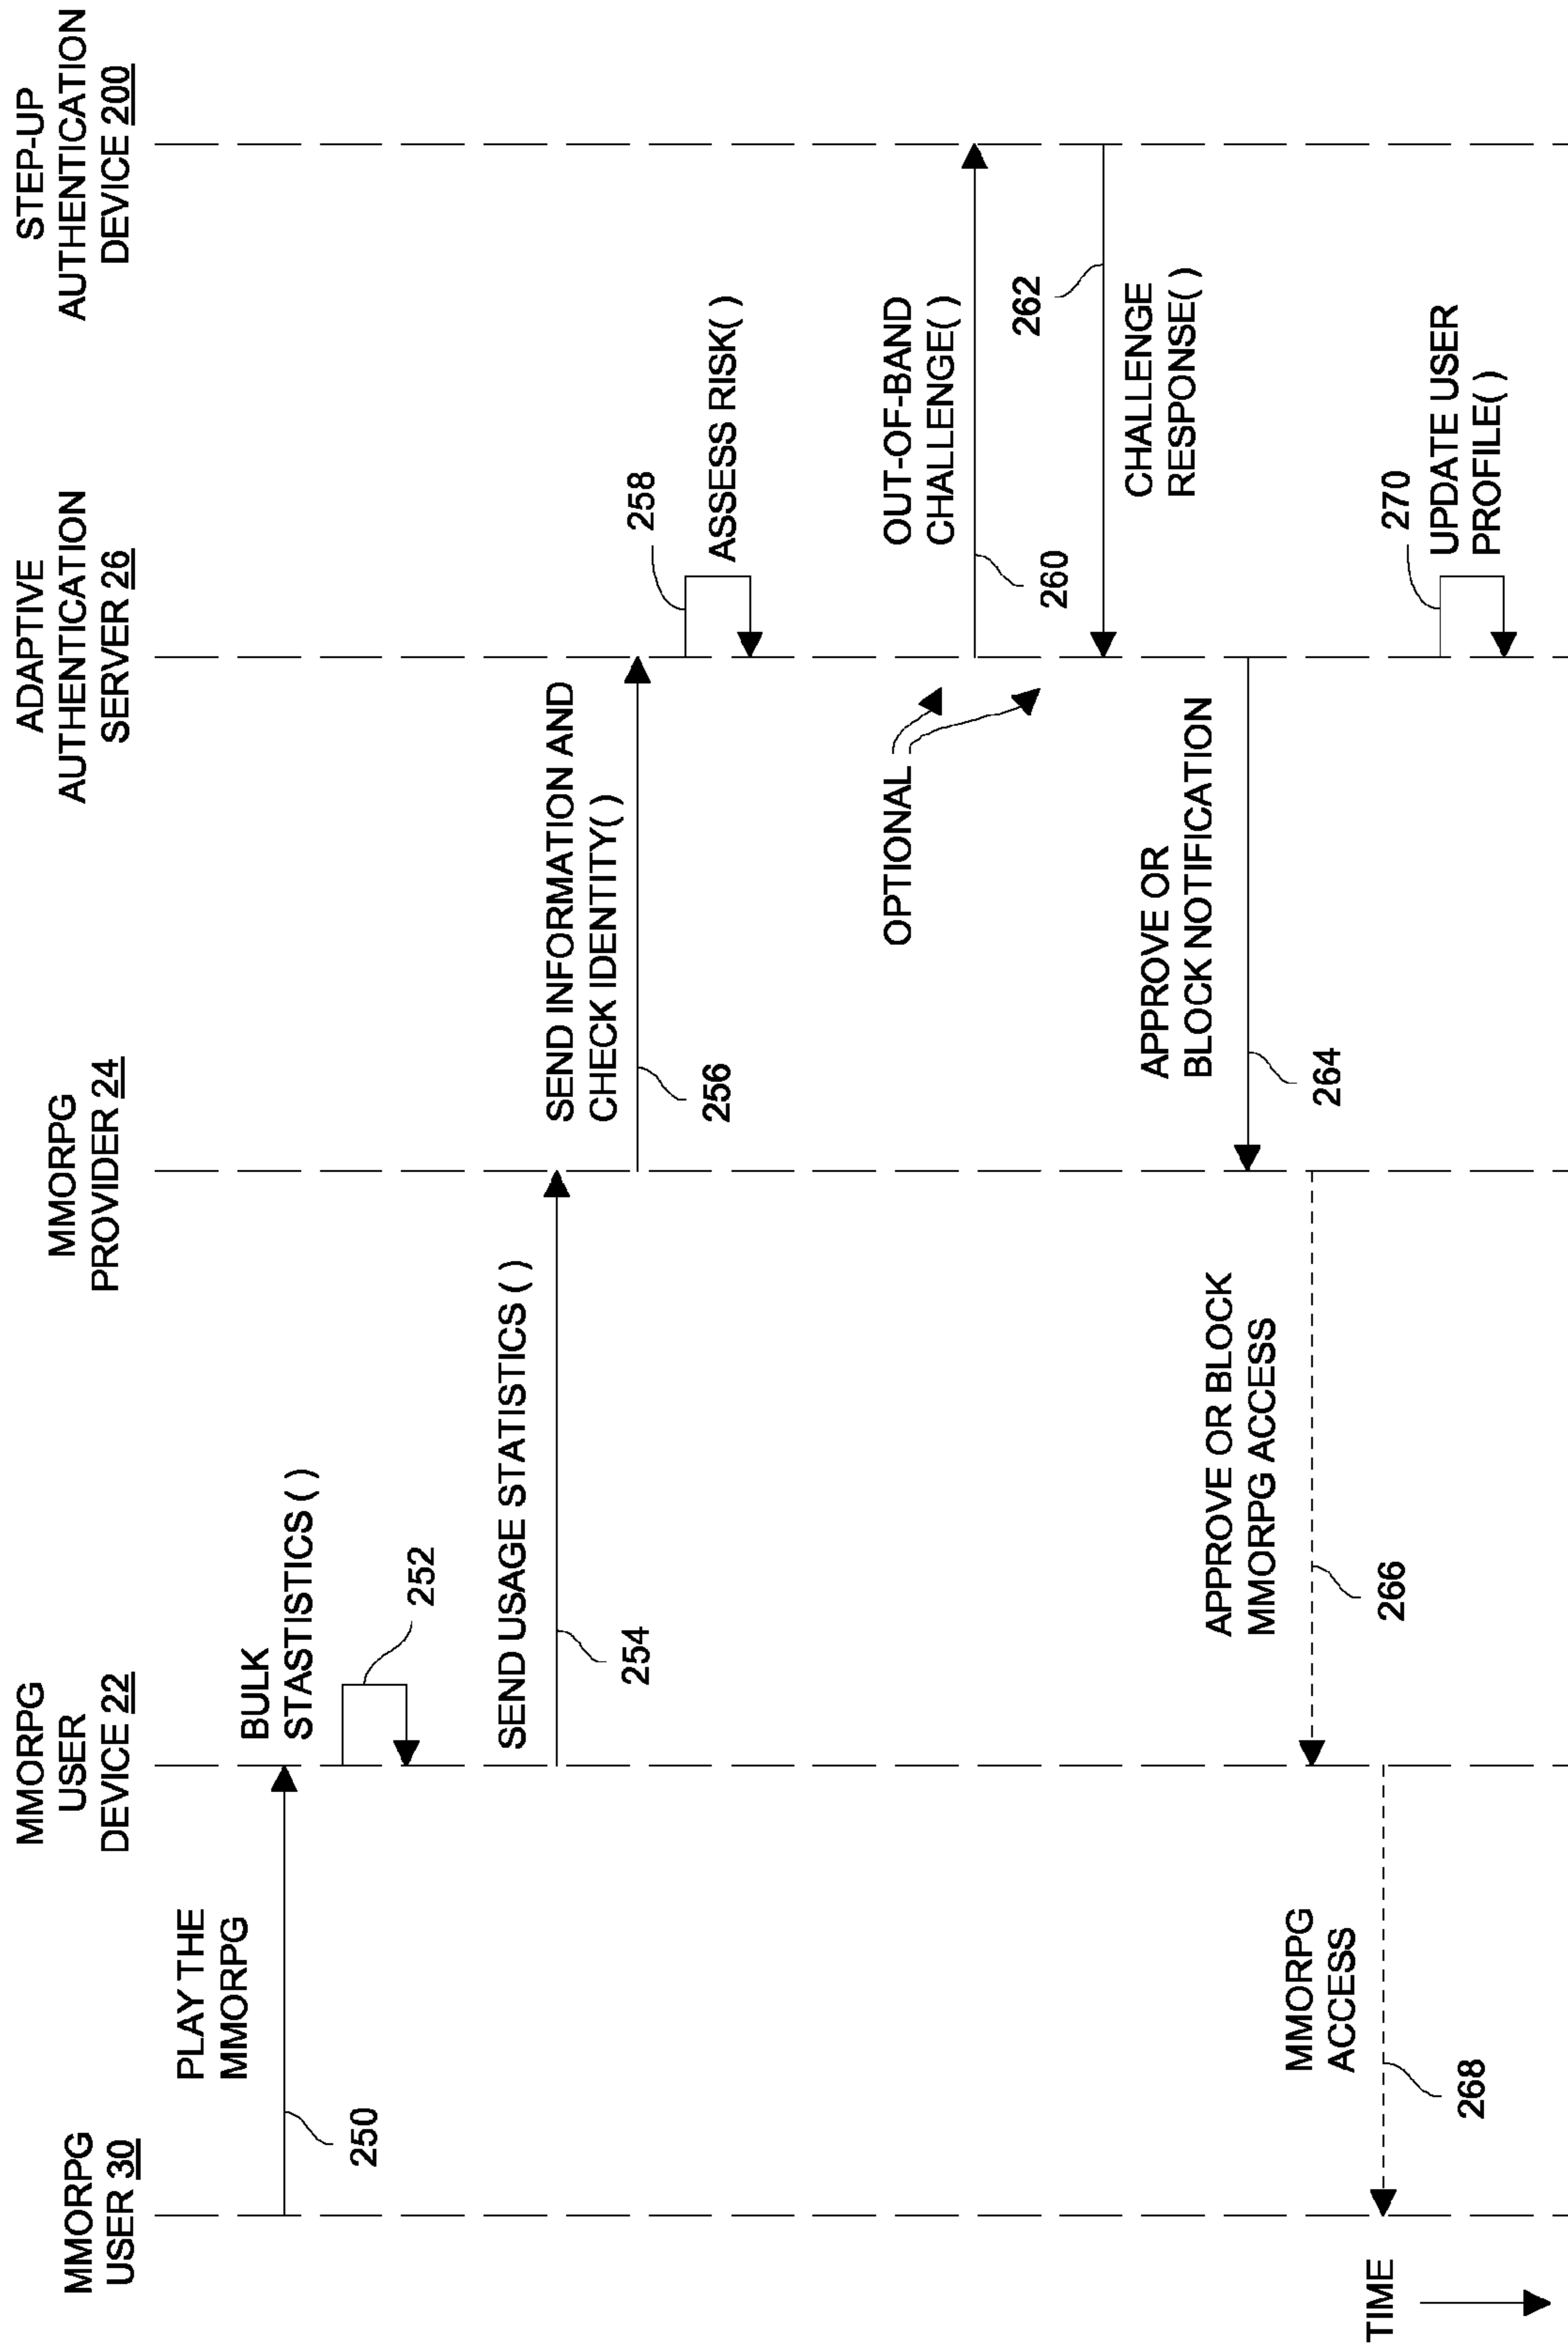 MMORPG
USER 30
MMORPG
USER
DEVICE 22
MMORPG
PROVIDER 24
ADAPTIVE
AUTHENTICATION
SERVER 26
STEP-UP
AUTHENTICATION
DEVICE 200
PLAY THE
MMORPG
250
BULK
STASTISTICS ( )
252
SEND USAGE STATISTICS ( )
254
SEND INFORMATION AND
CHECK IDENTITY( )
256
258
ASSESS RISK( )
OPTIONAL
OUT-OF-BAND
CHALLENGE( )
260
262
CHALLENGE
RESPONSE( )
APPROVE OR
BLOCK NOTIFICATION
264
APPROVE OR BLOCK
MMORPG ACCESS
266
MMORPG
ACCESS
268
270
UPDATE USER
PROFILE( )
TIME